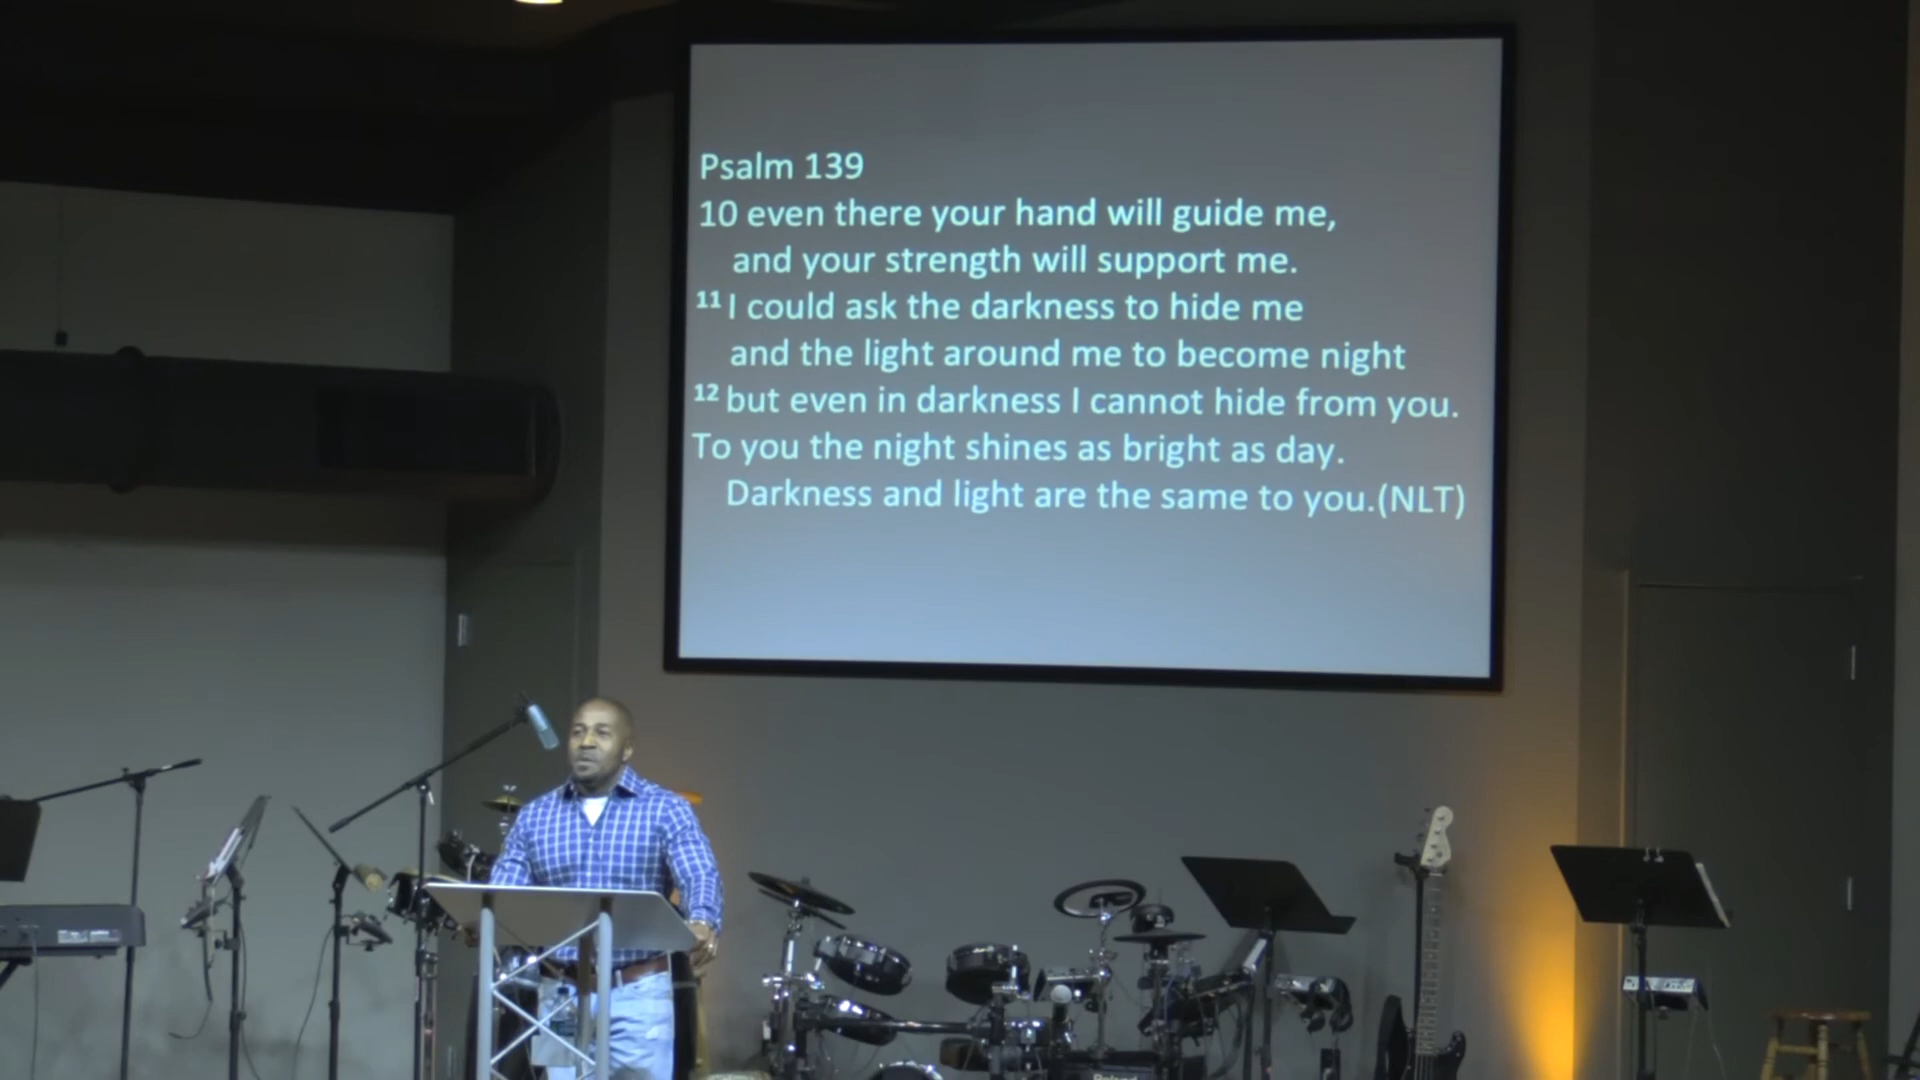 Psalm 139
10 even there your hand will guide me,
and your strength will support me.
11 I could ask the darkness to hide me
and the light around me to become night
12 but even in darkness I cannot hide from you.
To you the night shines as bright as day.
Darkness and light are the same to you.(NLT)
Roland